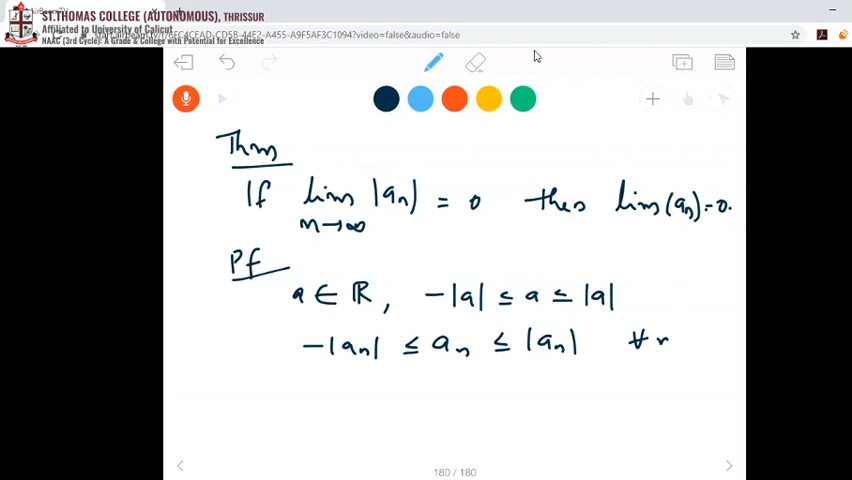 ST.THOMAS COLLEGE (AUTONOMOUS), THRISSUR
Affiliated to University of Calicut
NAAC (3rd Cycle): A Grade & College with Potential for Excellence
Thm
If lim |aₙ| = 0 then lim (aₙ) = 0.
n→∞
Pf
a ∈ ℝ, -|a| ≤ a ≤ |a|
-|aₙ| ≤ aₙ ≤ |aₙ| ∀ n
180 / 180